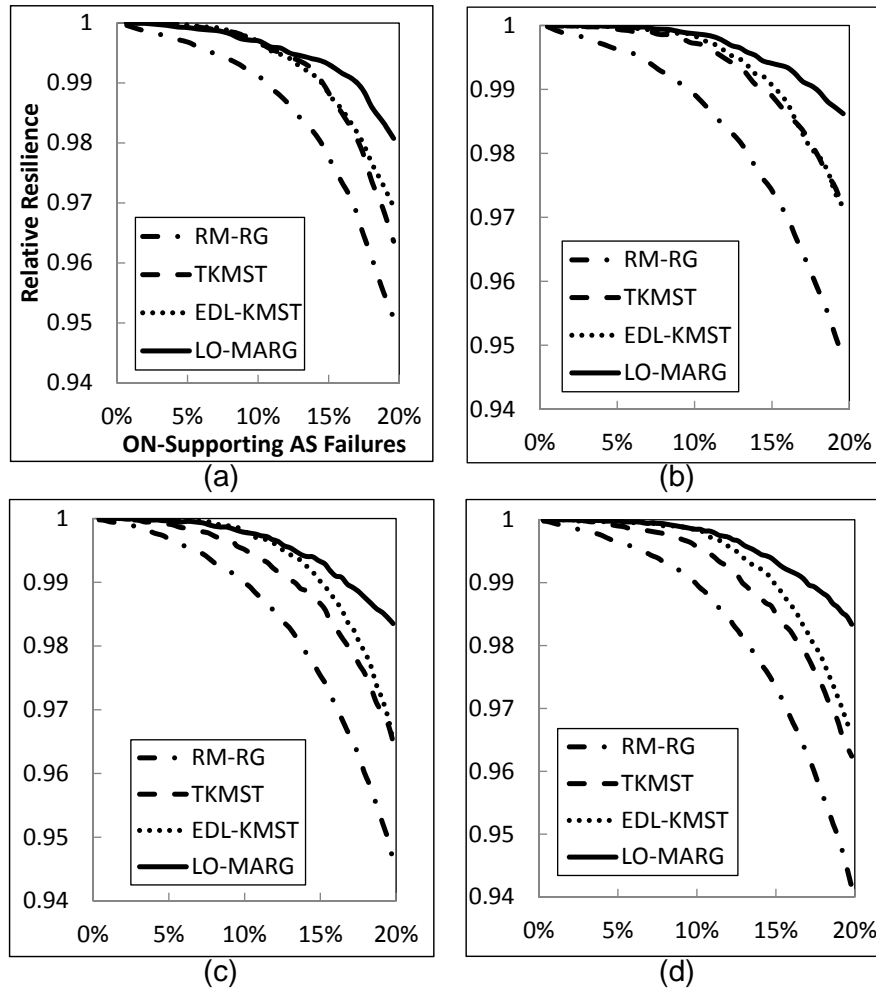 1
0.99
0.98
0.97
0.96
0.95
0.94
Relative Resilience
RM-RG
TKMST
EDL-KMST
LO-MARG
0% 5% 10% 15% 20%
ON-Supporting AS Failures
(a)
1
0.99
0.98
0.97
0.96
0.95
0.94
RM-RG
TKMST
EDL-KMST
LO-MARG
0% 5% 10% 15% 20%
(b)
1
0.99
0.98
0.97
0.96
0.95
0.94
RM-RG
TKMST
EDL-KMST
LO-MARG
0% 5% 10% 15% 20%
(c)
1
0.99
0.98
0.97
0.96
0.95
0.94
RM-RG
TKMST
EDL-KMST
LO-MARG
0% 5% 10% 15% 20%
(d)